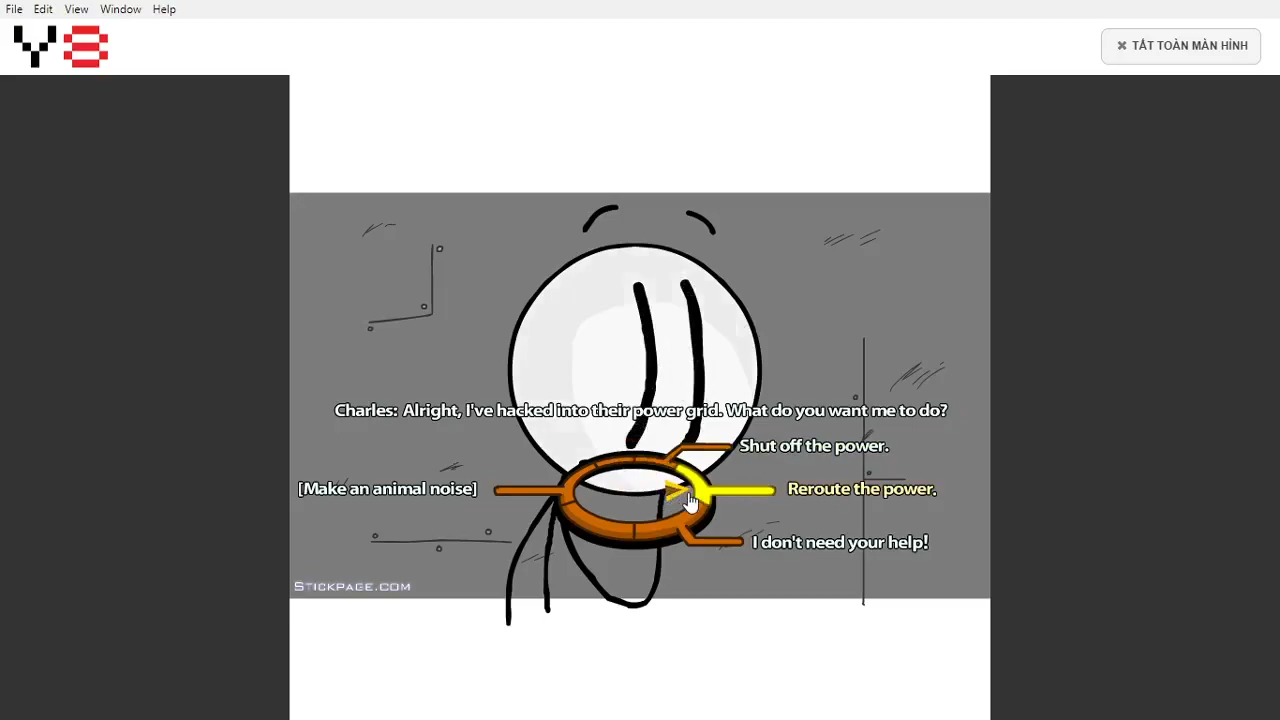 File Edit View Window Help
Y8
✖ TẮT TOÀN MÀN HÌNH
Charles: Alright, I've hacked into their power grid. What do you want me to do?
Shut off the power.
[Make an animal noise]
Reroute the power.
I don't need your help!
STICKPAGE.COM